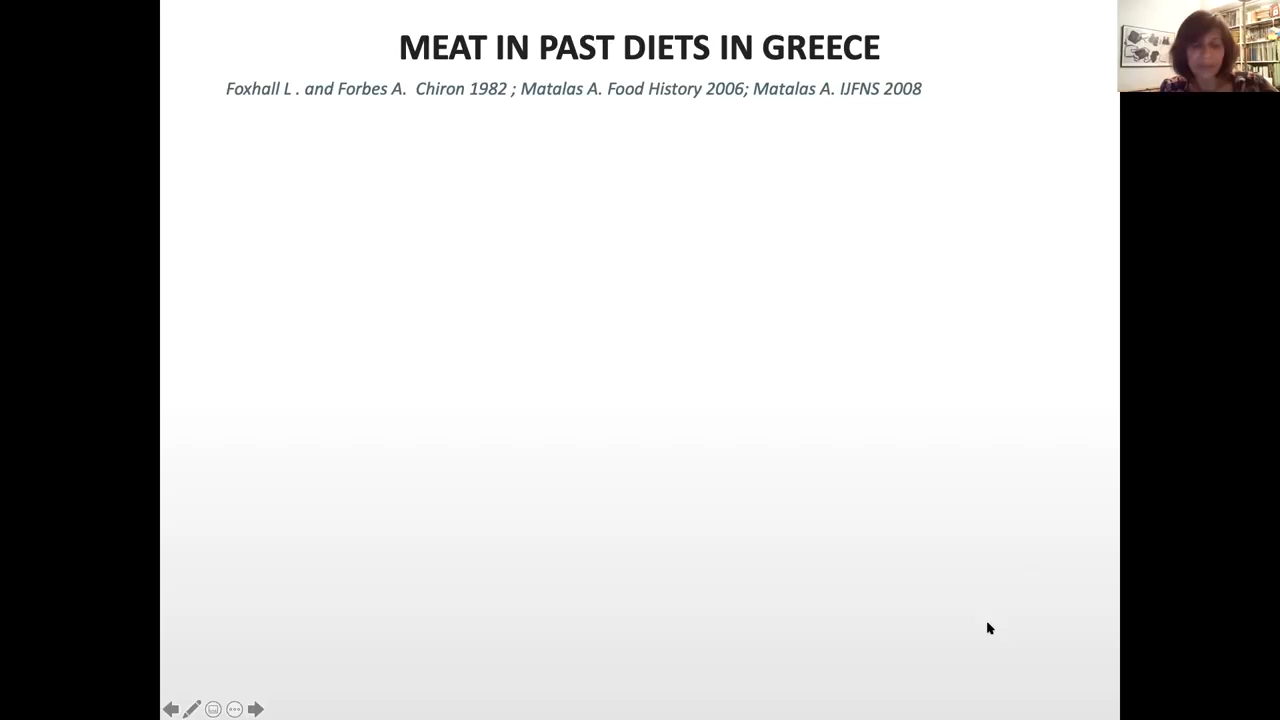 MEAT IN PAST DIETS IN GREECE
Foxhall L . and Forbes A. Chiron 1982 ; Matalas A. Food History 2006; Matalas A. IJFNS 2008